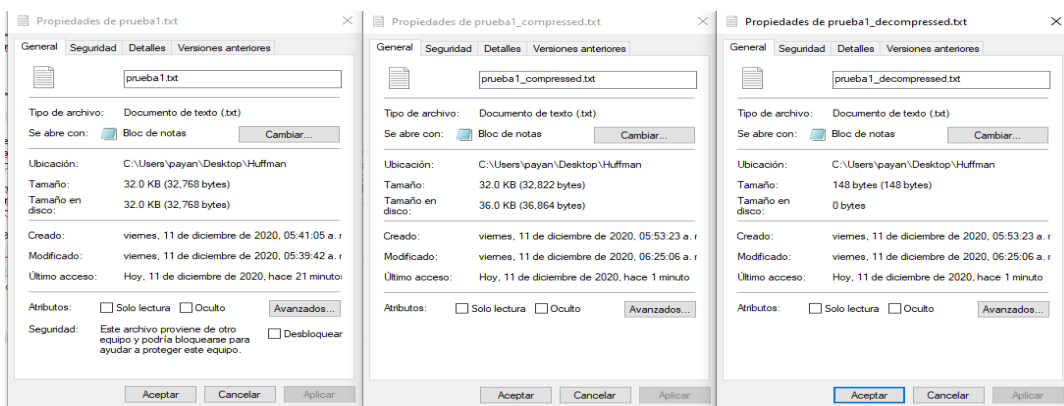 Propiedades de prueba1.txt
General Seguridad Detalles Versiones anteriores
prueba1.txt
Tipo de archivo: Documento de texto (.txt)
Se abre con: Bloc de notas Cambiar...
Ubicación: C:\Users\payan\Desktop\Huffman
Tamaño: 32.0 KB (32,768 bytes)
Tamaño en disco: 32.0 KB (32,768 bytes)
Creado: viernes, 11 de diciembre de 2020, 05:41:05 a. r
Modificado: viernes, 11 de diciembre de 2020, 05:39:42 a. r
Último acceso: Hoy, 11 de diciembre de 2020, hace 21 minuto
Atributos: Solo lectura Oculto Avanzados...
Seguridad: Este archivo proviene de otro
equipo y podría bloquearse para
ayudar a proteger este equipo.
Desbloquear
Aceptar Cancelar Aplicar
Propiedades de prueba1_compressed.txt
General Seguridad Detalles Versiones anteriores
prueba1_compressed.txt
Tipo de archivo: Documento de texto (.txt)
Se abre con: Bloc de notas Cambiar...
Ubicación: C:\Users\payan\Desktop\Huffman
Tamaño: 32.0 KB (32,822 bytes)
Tamaño en disco: 36.0 KB (36,864 bytes)
Creado: viernes, 11 de diciembre de 2020, 05:53:23 a. r
Modificado: viernes, 11 de diciembre de 2020, 06:25:06 a. r
Último acceso: Hoy, 11 de diciembre de 2020, hace 1 minuto
Atributos: Solo lectura Oculto Avanzados...
Aceptar Cancelar Aplicar
Propiedades de prueba1_decompressed.txt
General Seguridad Detalles Versiones anteriores
prueba1_decompressed.txt
Tipo de archivo: Documento de texto (.txt)
Se abre con: Bloc de notas Cambiar...
Ubicación: C:\Users\payan\Desktop\Huffman
Tamaño: 148 bytes (148 bytes)
Tamaño en disco: 0 bytes
Creado: viernes, 11 de diciembre de 2020, 05:53:23 a. r
Modificado: viernes, 11 de diciembre de 2020, 06:25:06 a. r
Último acceso: Hoy, 11 de diciembre de 2020, hace 1 minuto
Atributos: Solo lectura Oculto Avanzados...
Aceptar Cancelar Aplicar